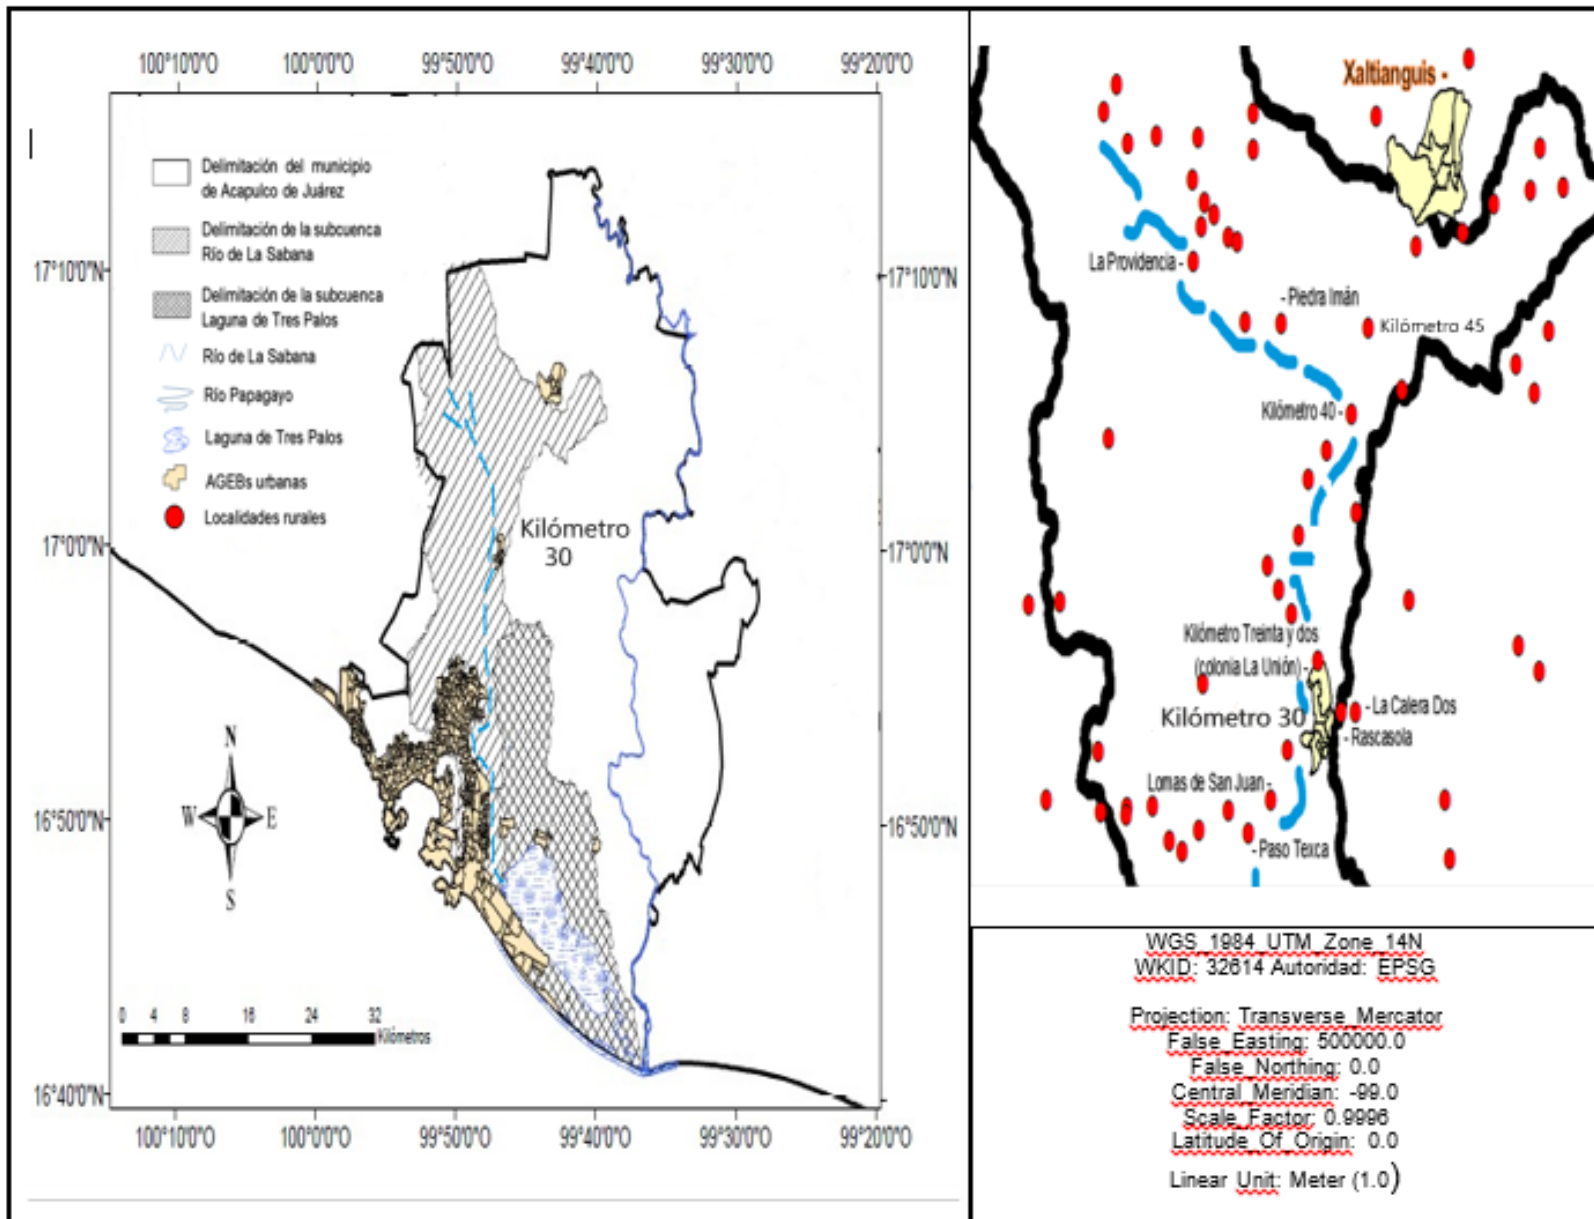 100°10'0"O 100°0'0"O 99°50'0"O 99°40'0"O 99°30'0"O 99°20'0"O
Delimitación del municipio
de Acapulco de Juárez
Delimitación de la subcuenca
Río de La Sabana
Delimitación de la subcuenca
Laguna de Tres Palos
Río de La Sabana
Río Papagayo
Laguna de Tres Palos
AGEBs urbanas
Localidades rurales
17°10'0"N
17°10'0"N
17°0'0"N
17°0'0"N
16°50'0"N
16°50'0"N
16°40'0"N
Kilómetro
30
N
W E
S
0 4 8 16 24 32
Kilómetros
100°10'0"O 100°0'0"O 99°50'0"O 99°40'0"O 99°30'0"O 99°20'0"O
Xaltianguis -
La Providencia -
- Piedra Imán
Kilómetro 45
Kilómetro 40 -
Kilómetro Treinta y dos
(colonia La Unión) -
Kilómetro 30
- La Calera Dos
- Rascasola
Lomas de San Juan -
- Paso Texca
WGS_1984_UTM_Zone_14N
WKID: 32614 Autoridad: EPSG
Projection: Transverse_Mercator
False_Easting: 500000.0
False_Northing: 0.0
Central_Meridian: -99.0
Scale_Factor: 0.9996
Latitude_Of_Origin: 0.0
Linear Unit: Meter (1.0)